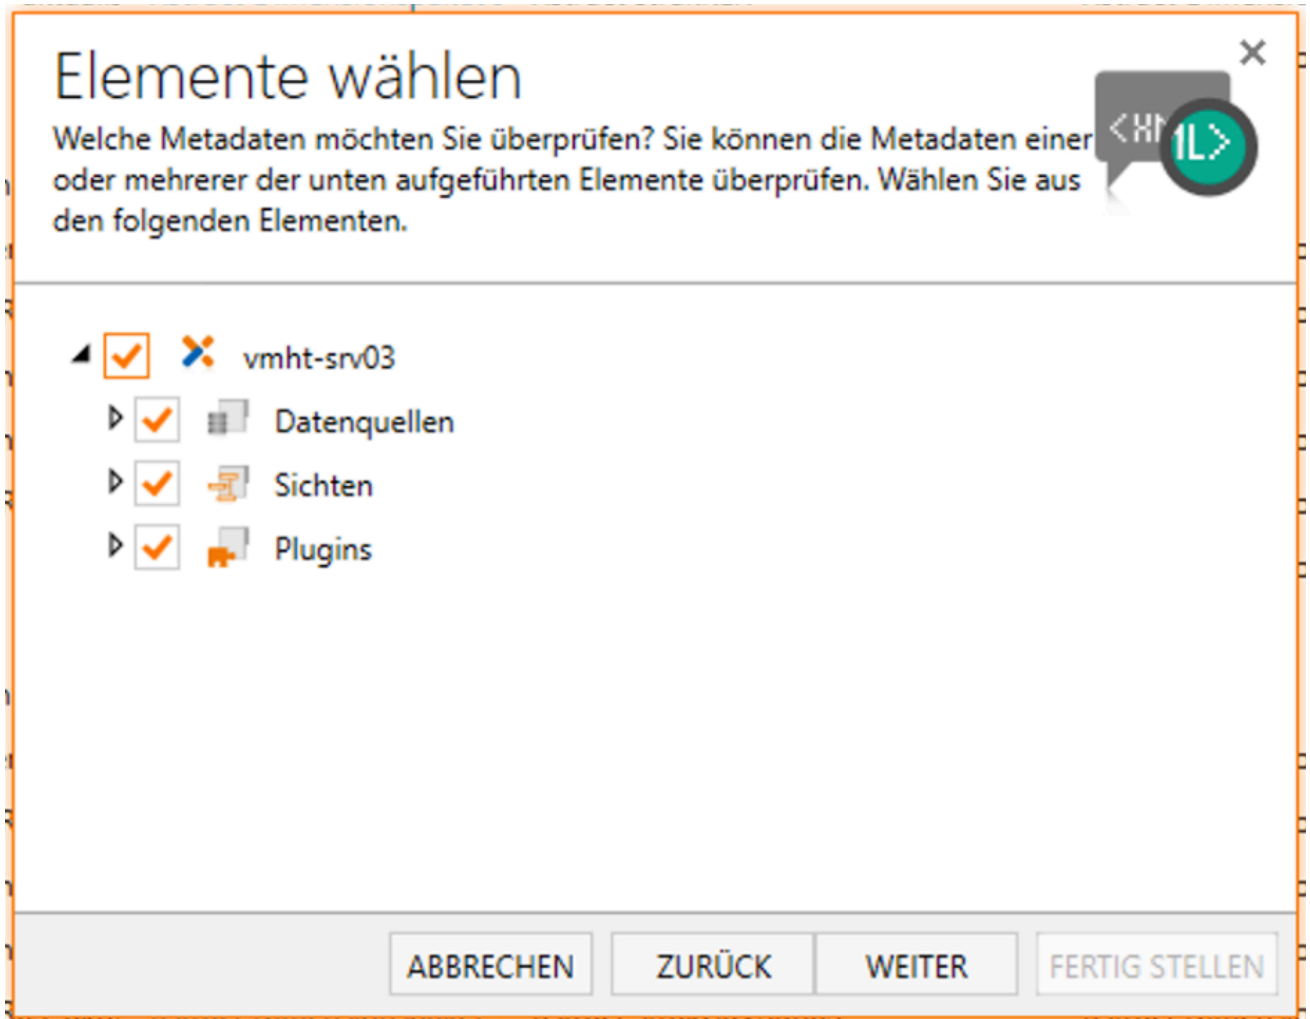 Elemente wählen
Welche Metadaten möchten Sie überprüfen? Sie können die Metadaten einer
oder mehrerer der unten aufgeführten Elemente überprüfen. Wählen Sie aus
den folgenden Elementen.
vmht-srv03
Datenquellen
Sichten
Plugins
ABBRECHEN
ZURÜCK
WEITER
FERTIG STELLEN